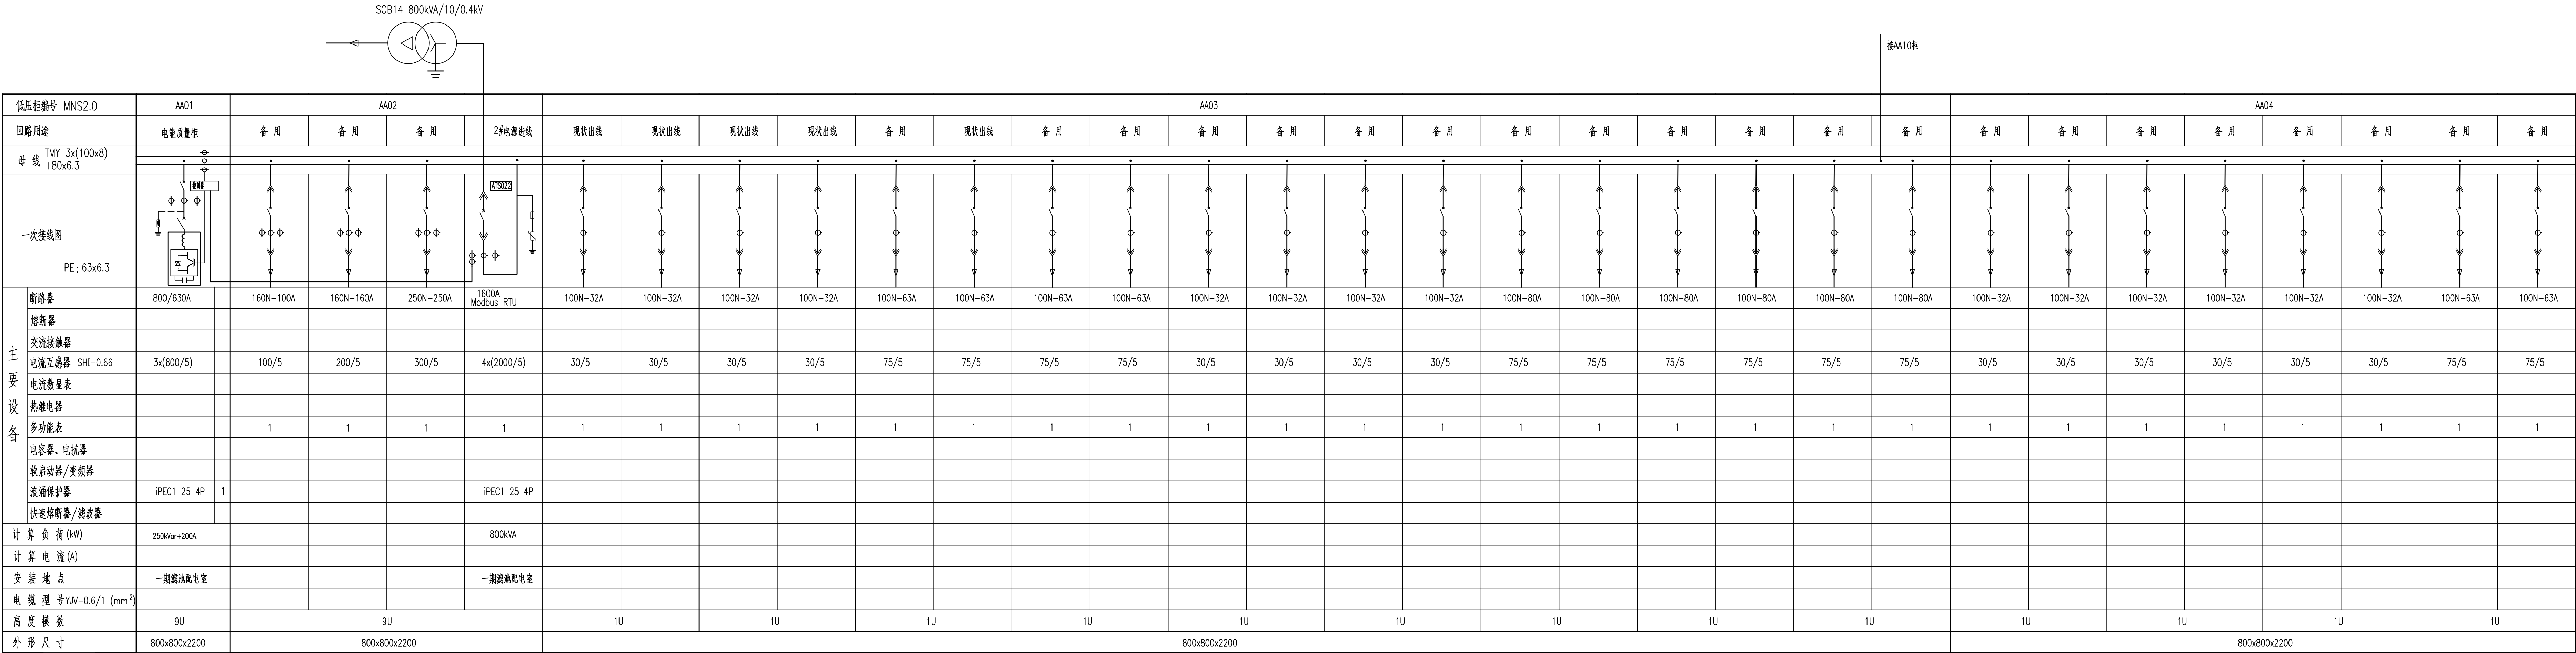 SCB14 800kVA/10/0.4kV
接AA10柜
低压柜编号 MNS2.0 AA01 AA02 AA03 AA04
回路用途 电能质量柜 备 用 备 用 备 用 2#电源进线 现状出线 现状出线 现状出线 现状出线 备 用 现状出线 备 用 备 用 备 用 备 用 备 用 备 用 备 用 备 用 备 用 备 用 备 用 备 用 备 用 备 用 备 用 备 用 备 用 备 用 备 用 备 用
母 线 TMY 3x(100x8)
+80x6.3
控制器 ATS022
一次接线图
PE: 63x6.3
主要设备
断路器 800/630A 160N-100A 160N-160A 250N-250A 1600A 100N-32A 100N-32A 100N-32A 100N-32A 100N-63A 100N-63A 100N-63A 100N-63A 100N-32A 100N-32A 100N-32A 100N-32A 100N-80A 100N-80A 100N-80A 100N-80A 100N-80A 100N-80A 100N-32A 100N-32A 100N-32A 100N-32A 100N-32A 100N-32A 100N-63A 100N-63A
Modbus RTU
熔断器
交流接触器
电流互感器 SHI-0.66 3x(800/5) 100/5 200/5 300/5 4x(2000/5) 30/5 30/5 30/5 30/5 75/5 75/5 75/5 75/5 30/5 30/5 30/5 30/5 75/5 75/5 75/5 75/5 75/5 75/5 30/5 30/5 30/5 30/5 30/5 30/5 75/5 75/5
电流数显表
热继电器
多功能表 1 1 1 1 1 1 1 1 1 1 1 1 1 1 1 1 1 1 1 1 1 1 1 1 1 1 1 1 1 1
电容器、电抗器
软启动器/变频器
浪涌保护器 iPEC1 25 4P 1 iPEC1 25 4P
快速熔断器/滤波器
计 算 负 荷(kW) 250kVar+200A 800kVA
计 算 电 流(A)
安 装 地 点 一期滤池配电室 一期滤池配电室
电 缆 型 号YJV-0.6/1 (mm²)
高 度 模 数 9U 9U 1U 1U 1U 1U 1U 1U 1U 1U 1U 1U 1U 1U 1U
外 形 尺 寸 800x800x2200 800x800x2200 800x800x2200 800x800x2200